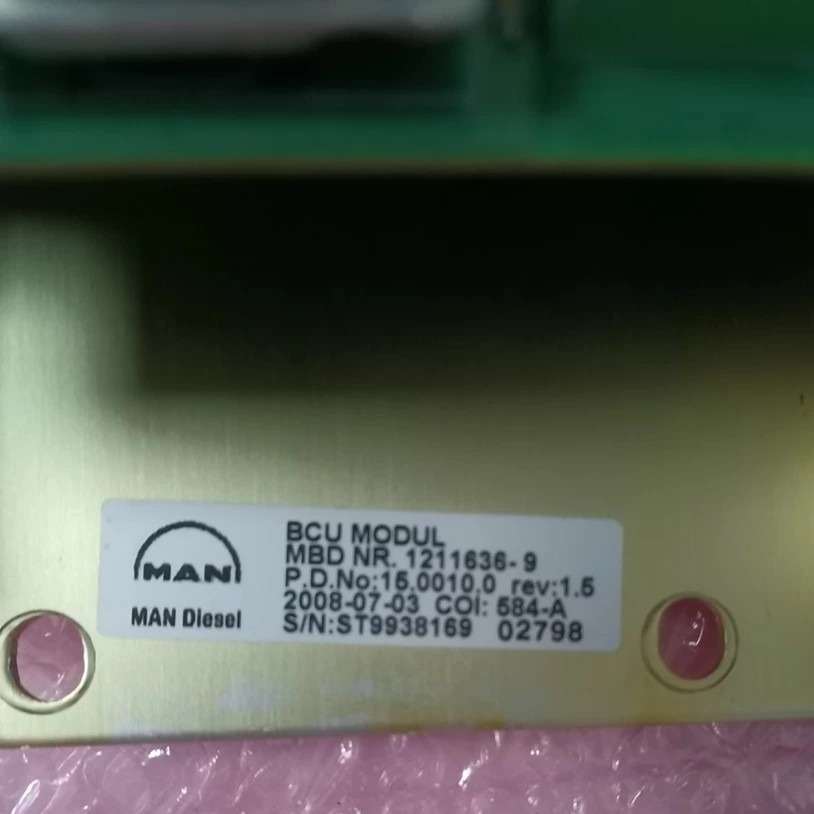 MAN
MAN Diesel
BCU MODUL
MBD NR. 1211636-9
P.D.No:15.0010.0 rev:1.5
2008-07-03 COI: 584-A
S/N:ST9938169 02798